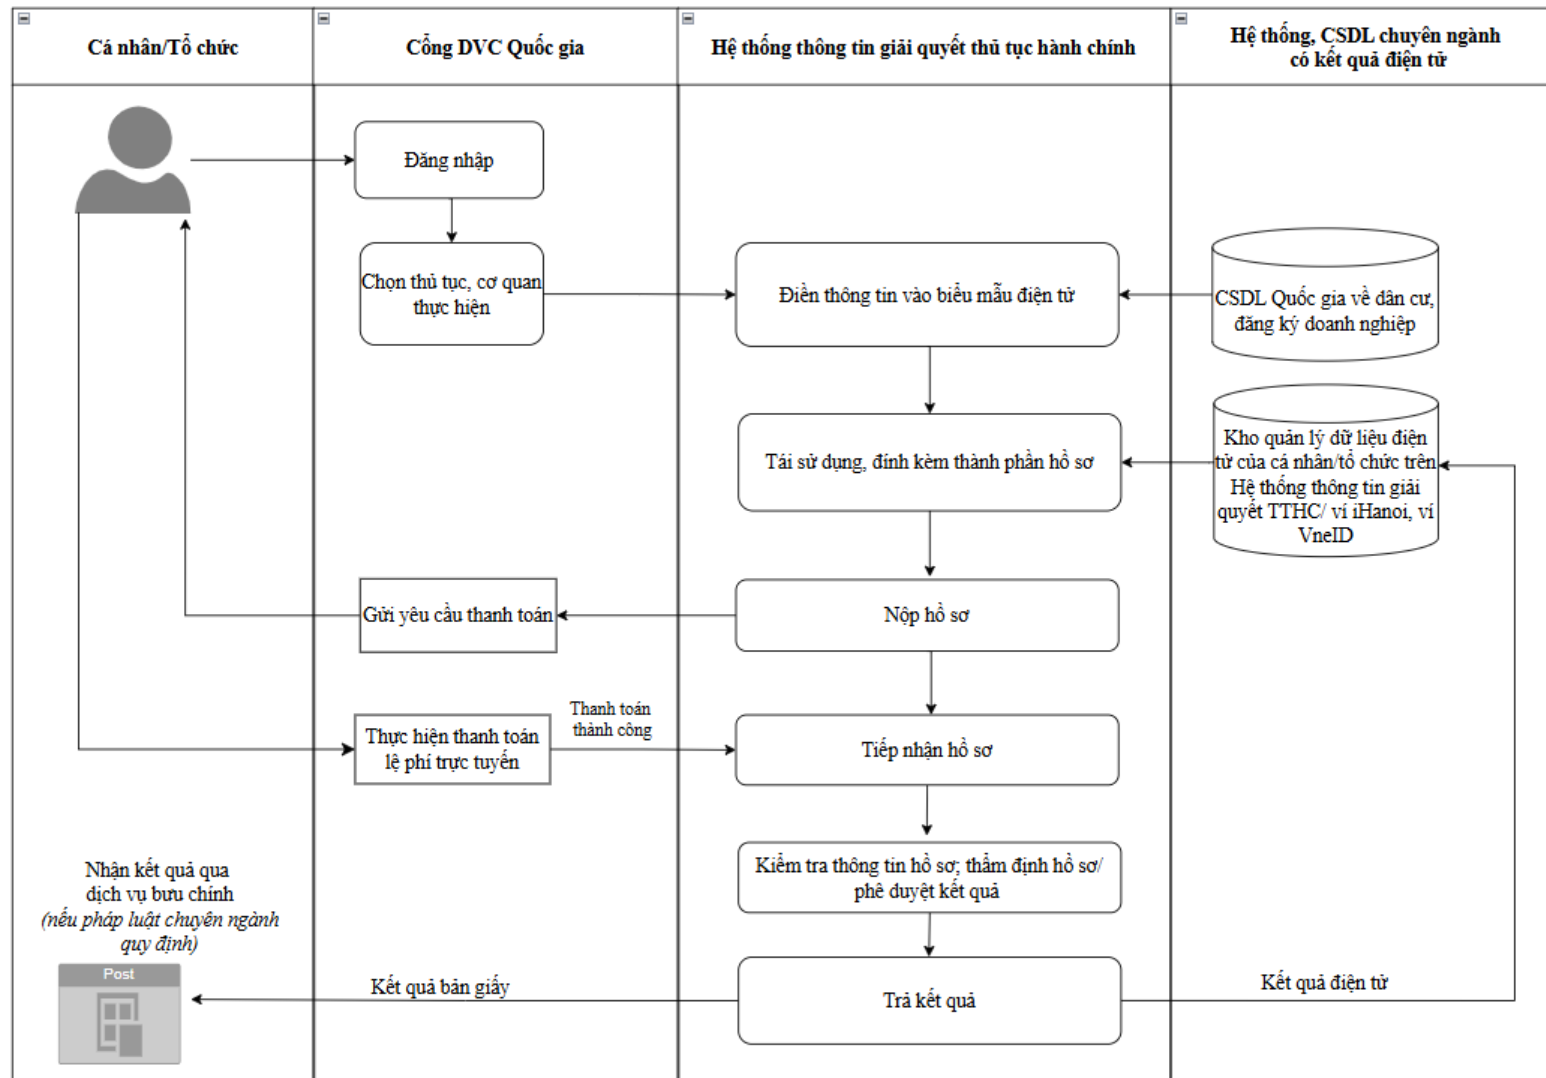 Cá nhân/Tổ chức
Cổng DVC Quốc gia
Hệ thống thông tin giải quyết thủ tục hành chính
Hệ thống, CSDL chuyên ngành
có kết quả điện tử
Đăng nhập
Chọn thủ tục, cơ quan
thực hiện
Điền thông tin vào biểu mẫu điện tử
CSDL Quốc gia về dân cư,
đăng ký doanh nghiệp
Tái sử dụng, đính kèm thành phần hồ sơ
Kho quản lý dữ liệu điện
tử của cá nhân/tổ chức trên
Hệ thống thông tin giải
quyết TTHC/ ví iHanoi, ví
VneID
Gửi yêu cầu thanh toán
Nộp hồ sơ
Thực hiện thanh toán
lệ phí trực tuyến
Thanh toán
thành công
Tiếp nhận hồ sơ
Kiểm tra thông tin hồ sơ; thẩm định hồ sơ/
phê duyệt kết quả
Nhận kết quả qua
dịch vụ bưu chính
(nếu pháp luật chuyên ngành
quy định)
Post
Kết quả bản giấy
Trả kết quả
Kết quả điện tử